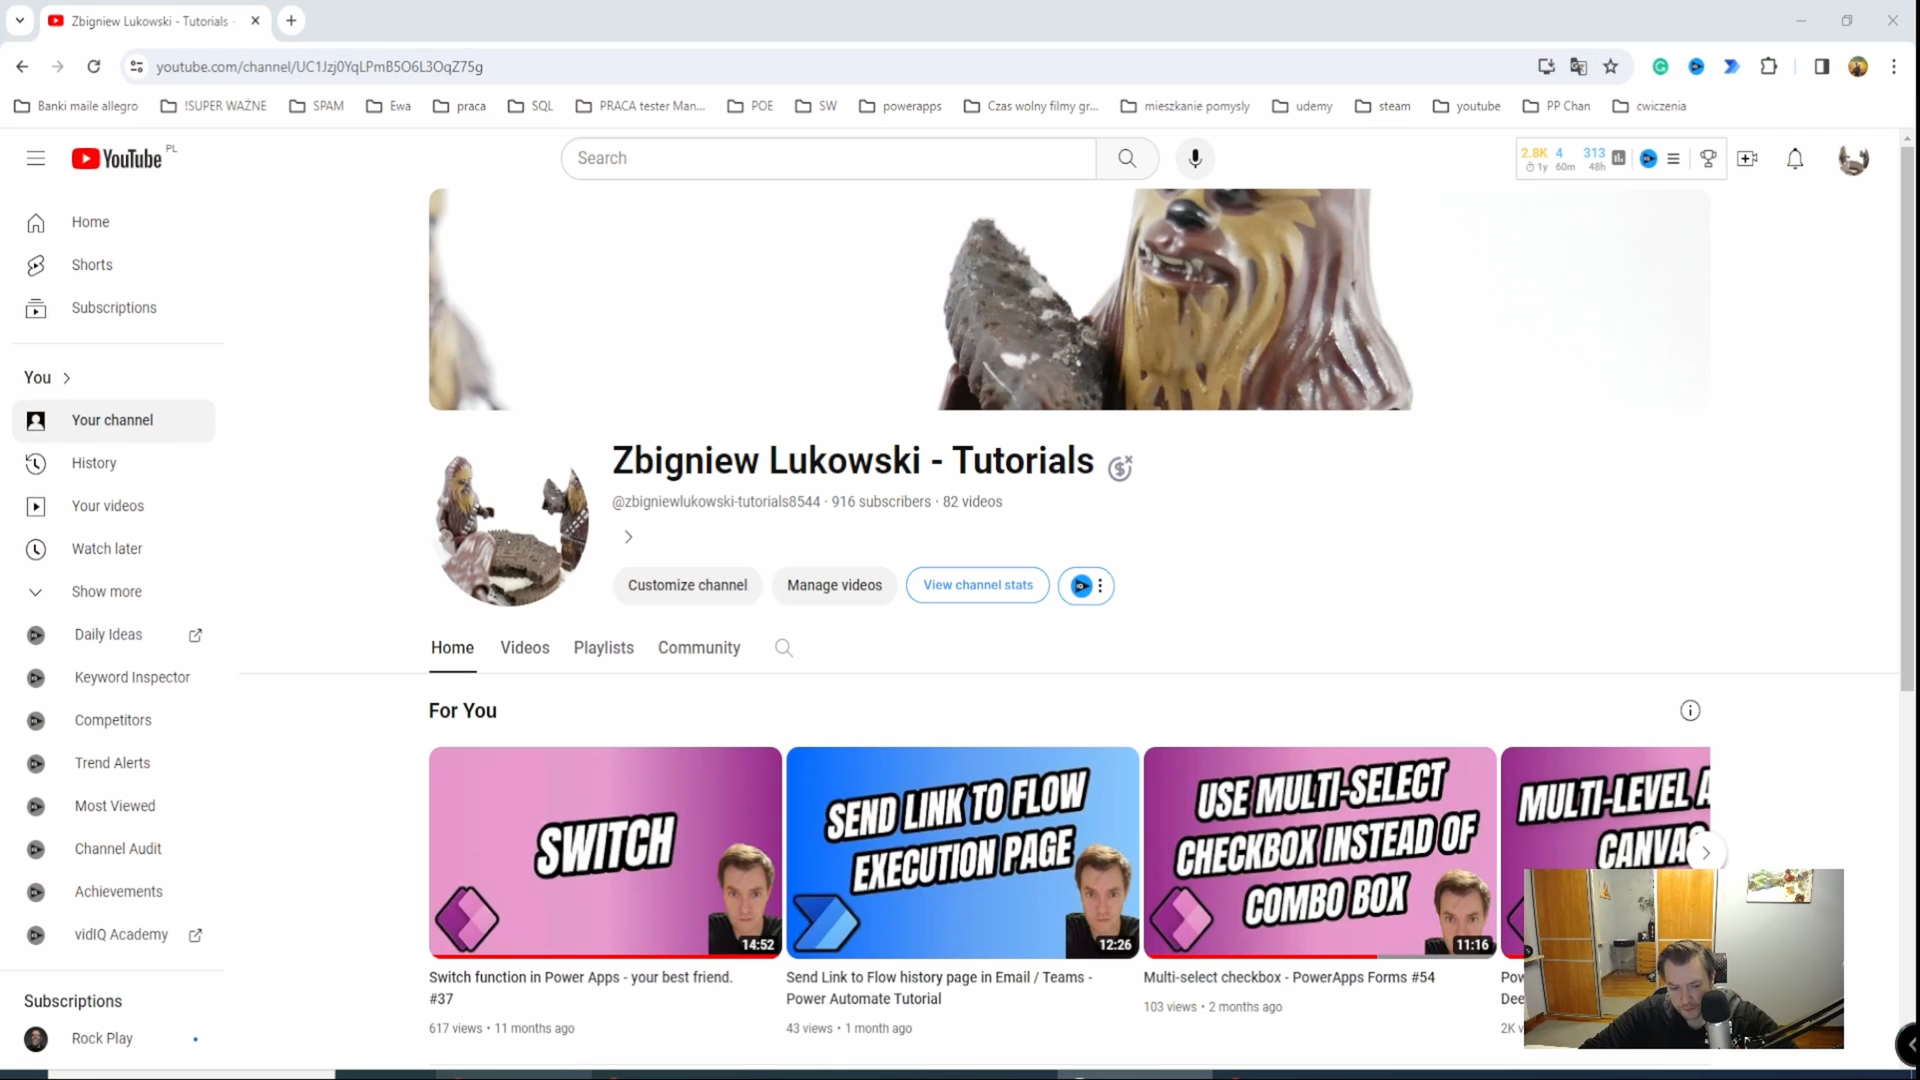 Zbigniew Lukowski - Tutorials -
youtube.com/channel/UC1Jzj0YqLPmB5O6L3OqZ75g
Banki maile allegro
!SUPER WAŻNE
SPAM
Ewa
praca
SQL
PRACA tester Man...
POE
SW
powerapps
Czas wolny filmy gr...
mieszkanie pomysly
udemy
steam
youtube
PP Chan
cwiczenia
YouTube PL
Search
2.8K 4 313
1y 60m 48h
Home
Shorts
Subscriptions
You
Your channel
History
Your videos
Watch later
Show more
Daily Ideas
Keyword Inspector
Competitors
Trend Alerts
Most Viewed
Channel Audit
Achievements
vidIQ Academy
Subscriptions
Rock Play
Zbigniew Lukowski - Tutorials
@zbigniewlukowski-tutorials8544 · 916 subscribers · 82 videos
Customize channel
Manage videos
View channel stats
Home
Videos
Playlists
Community
For You
SWITCH
14:52
Switch function in Power Apps - your best friend.
#37
617 views • 11 months ago
SEND LINK TO FLOW
EXECUTION PAGE
12:26
Send Link to Flow history page in Email / Teams -
Power Automate Tutorial
43 views • 1 month ago
USE MULTI-SELECT
CHECKBOX INSTEAD OF
COMBO BOX
11:16
Multi-select checkbox - PowerApps Forms #54
103 views • 2 months ago
MULTI-LEVEL A
CANVAS
Pow
Dee
2K v